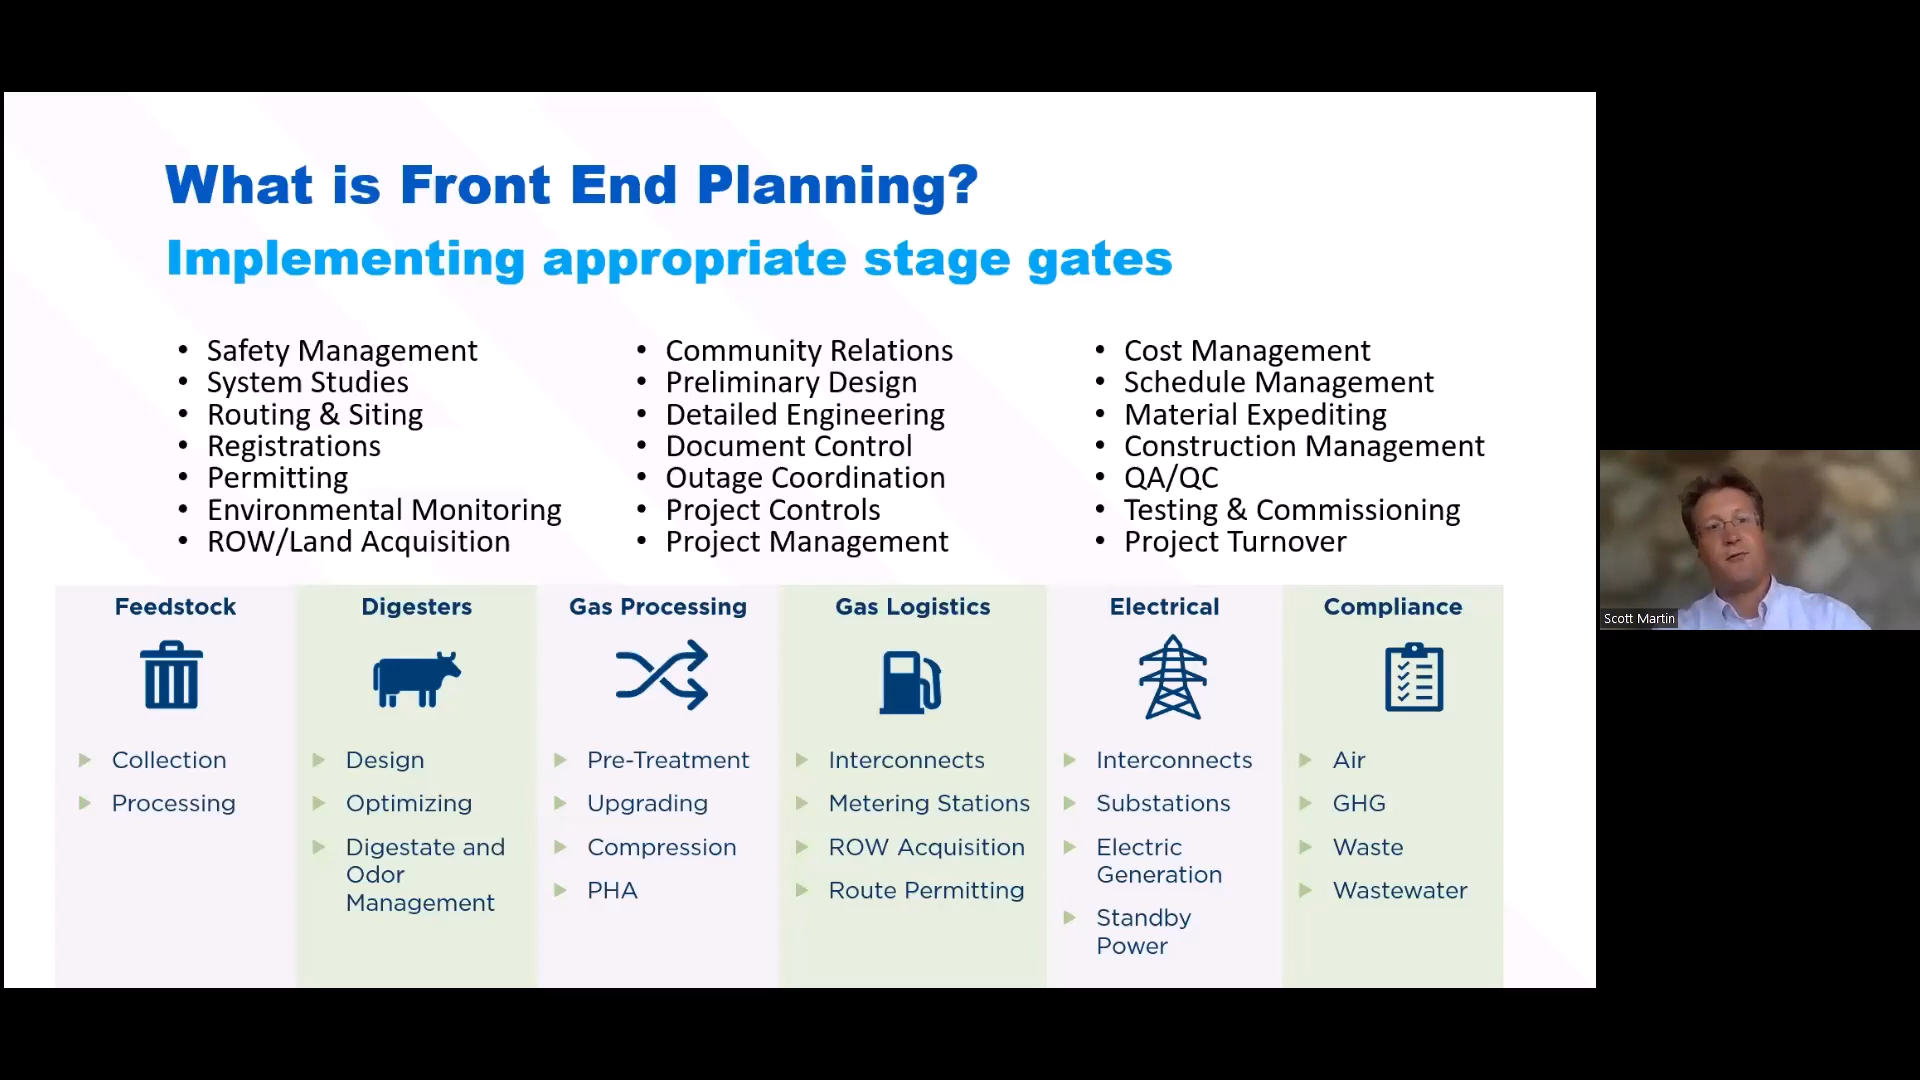 What is Front End Planning?
Implementing appropriate stage gates
• Safety Management
• System Studies
• Routing & Siting
• Registrations
• Permitting
• Environmental Monitoring
• ROW/Land Acquisition
• Community Relations
• Preliminary Design
• Detailed Engineering
• Document Control
• Outage Coordination
• Project Controls
• Project Management
• Cost Management
• Schedule Management
• Material Expediting
• Construction Management
• QA/QC
• Testing & Commissioning
• Project Turnover
Feedstock
Collection
Processing
Digesters
Design
Optimizing
Digestate and
Odor
Management
Gas Processing
Pre-Treatment
Upgrading
Compression
PHA
Gas Logistics
Interconnects
Metering Stations
ROW Acquisition
Route Permitting
Electrical
Interconnects
Substations
Electric
Generation
Standby
Power
Compliance
Air
GHG
Waste
Wastewater
Scott Martin